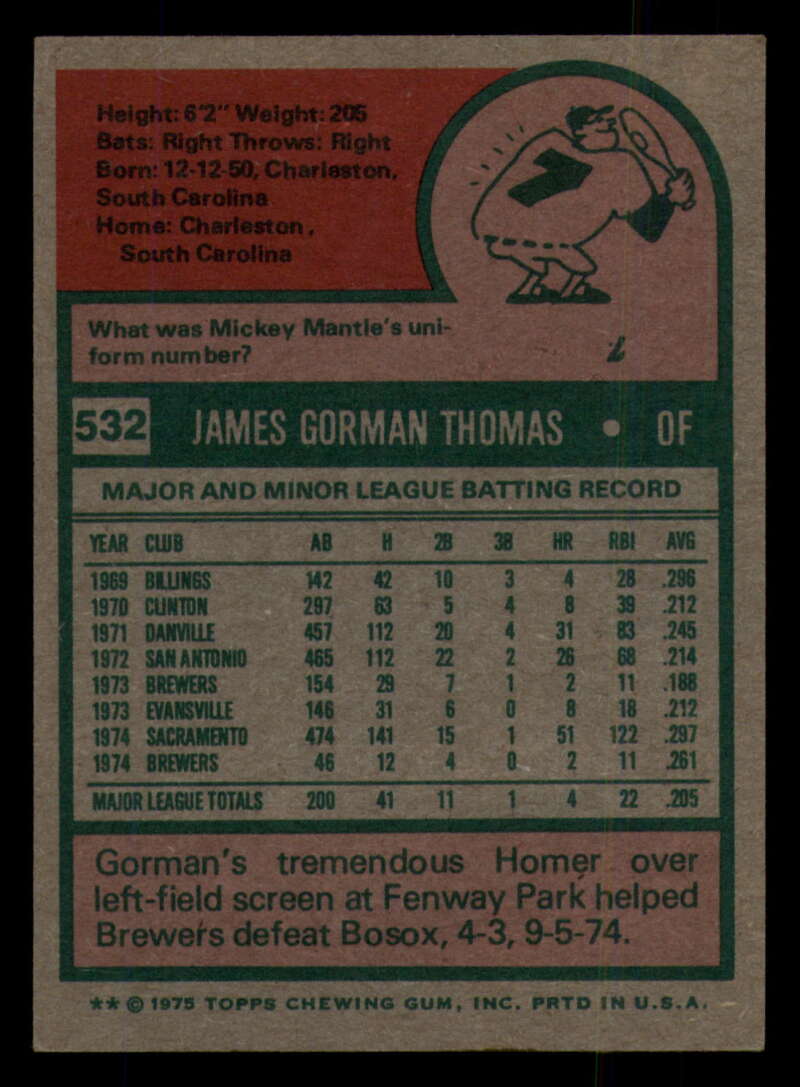 Height: 6'2" Weight: 205
Bats: Right Throws: Right
Born: 12-12-50, Charleston,
South Carolina
Home: Charleston,
South Carolina
7
What was Mickey Mantle's uni-
form number?
7.
532 JAMES GORMAN THOMAS • OF
MAJOR AND MINOR LEAGUE BATTING RECORD
YEAR CLUB AB H 2B 3B HR RBI AVG
1969 BILLINGS 142 42 10 3 4 28 .296
1970 CLINTON 297 63 5 4 8 39 .212
1971 DANVILLE 457 112 20 4 31 83 .245
1972 SAN ANTONIO 465 112 22 2 26 68 .214
1973 BREWERS 154 29 7 1 2 11 .188
1973 EVANSVILLE 146 31 6 0 8 18 .212
1974 SACRAMENTO 474 141 15 1 51 122 .297
1974 BREWERS 46 12 4 0 2 11 .261
MAJOR LEAGUE TOTALS 200 41 11 1 4 22 .205
Gorman's tremendous Homer over
left-field screen at Fenway Park helped
Brewers defeat Bosox, 4-3, 9-5-74.
** © 1975 TOPPS CHEWING GUM, INC. PRTD IN U.S.A.